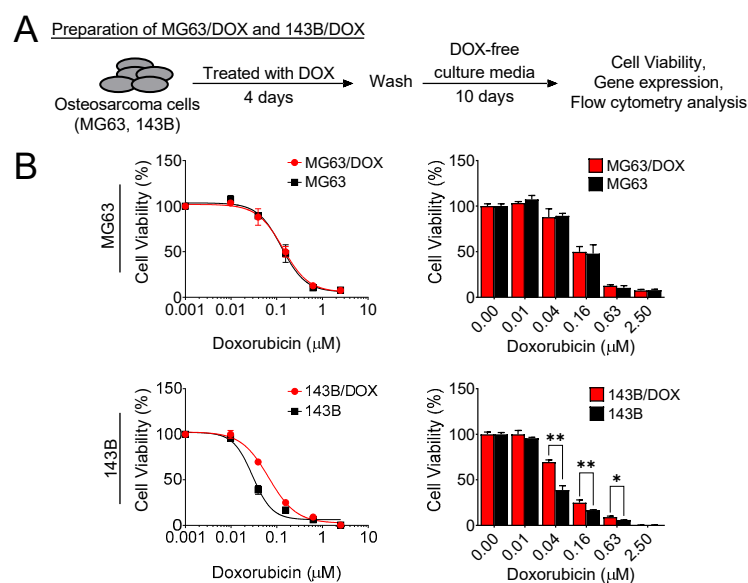 A
Preparation of MG63/DOX and 143B/DOX
Osteosarcoma cells
(MG63, 143B)
Treated with DOX
4 days
Wash
DOX-free
culture media
10 days
Cell Viability,
Gene expression,
Flow cytometry analysis
B
MG63
Cell Viability (%)
150
100
50
0
0.001
0.01
0.1
1
10
Doxorubicin (μM)
MG63/DOX
MG63
Cell Viability (%)
150
100
50
0
0.00
0.01
0.04
0.16
0.63
2.50
Doxorubicin (μM)
MG63/DOX
MG63
143B
Cell Viability (%)
150
100
50
0
0.001
0.01
0.1
1
10
Doxorubicin (μM)
143B/DOX
143B
Cell Viability (%)
150
100
50
0
0.00
0.01
0.04
0.16
0.63
2.50
Doxorubicin (μM)
143B/DOX
143B
**
**
*